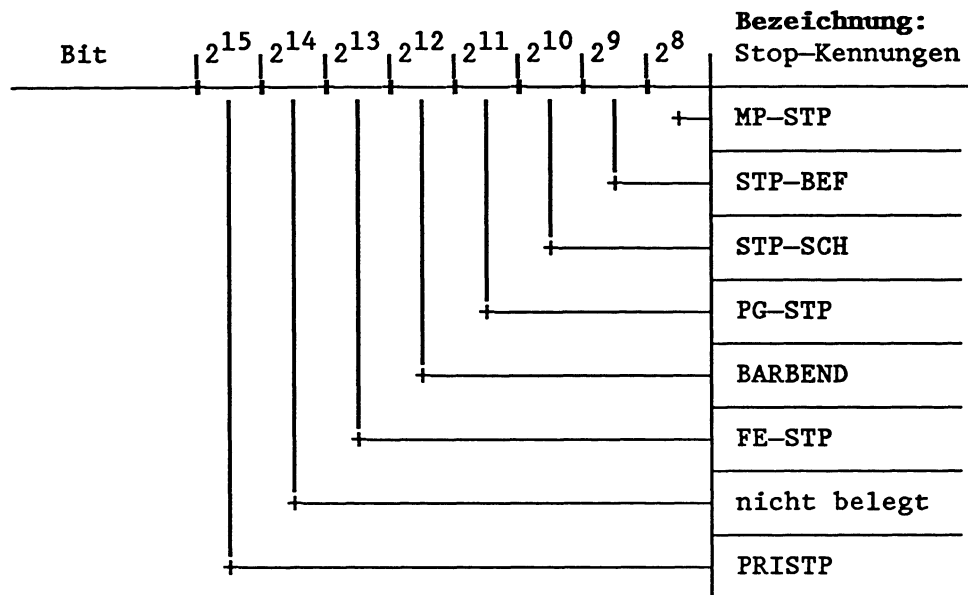 Bezeichnung:
Bit 2^15 2^14 2^13 2^12 2^11 2^10 2^9 2^8 Stop-Kennungen
MP-STP
STP-BEF
STP-SCH
PG-STP
BARBEND
FE-STP
nicht belegt
PRISTP